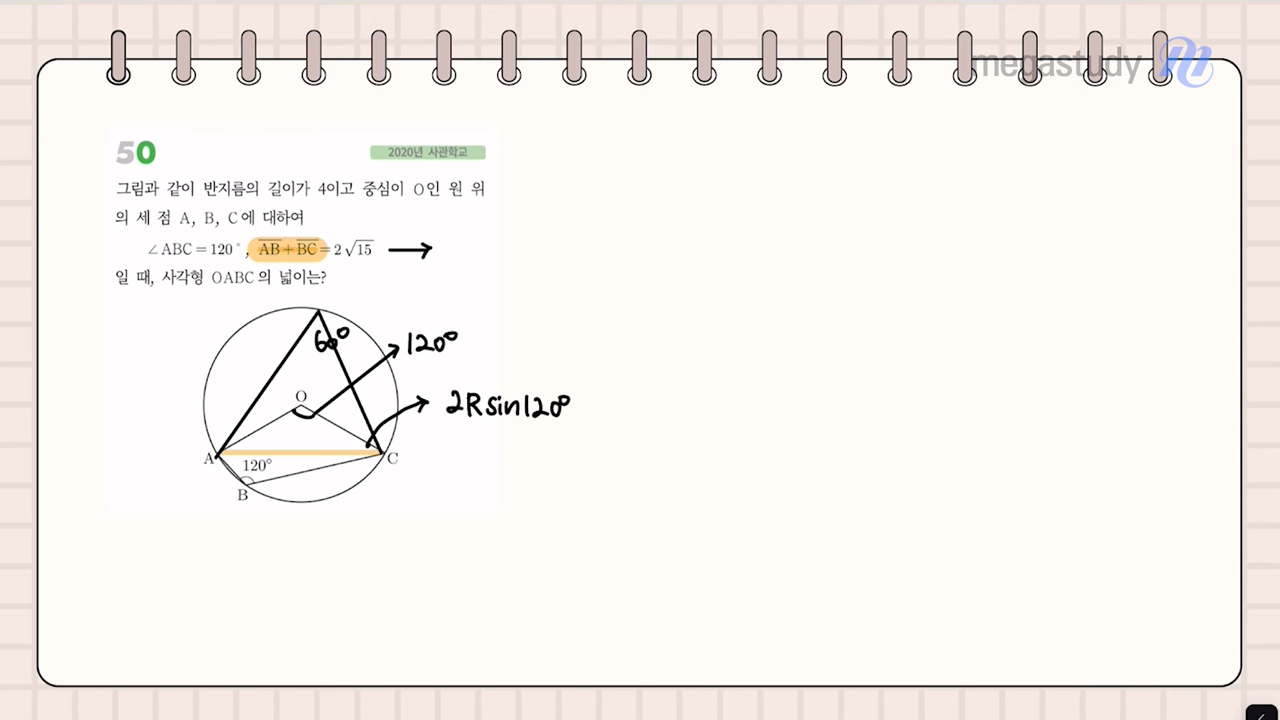 megastudy
50
2020년 사관학교
그림과 같이 반지름의 길이가 4이고 중심이 O인 원 위
의 세 점 A, B, C에 대하여
∠ABC=120°, \overline{AB}+\overline{BC}=2√15 →
일 때, 사각형 OABC의 넓이는?
60°
120°
O
2Rsin120°
A
C
120°
B